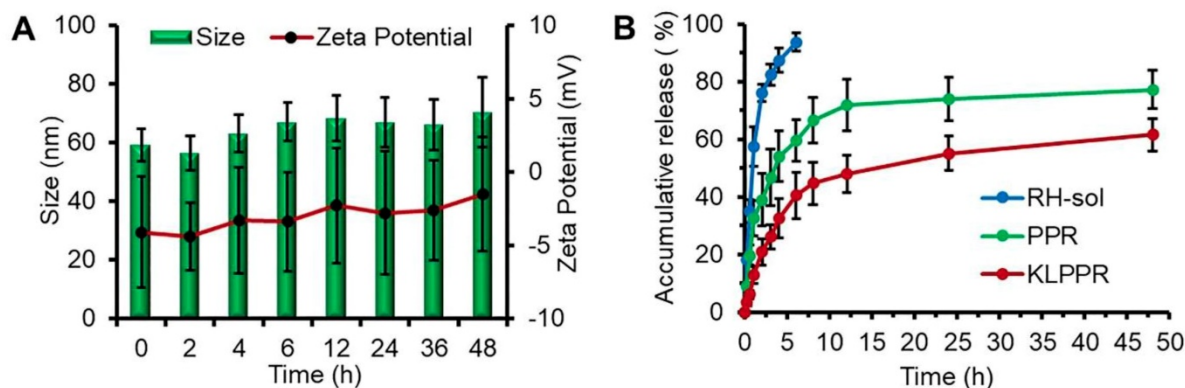 A
Size
Zeta Potential
Size (nm)
100
80
60
40
20
0
10
5
0
-5
-10
Zeta Potential (mV)
0 2 4 6 12 24 36 48
Time (h)
B
Accumulative release ( %)
100
80
60
40
20
0
RH-sol
PPR
KLPPR
0 5 10 15 20 25 30 35 40 45 50
Time (h)